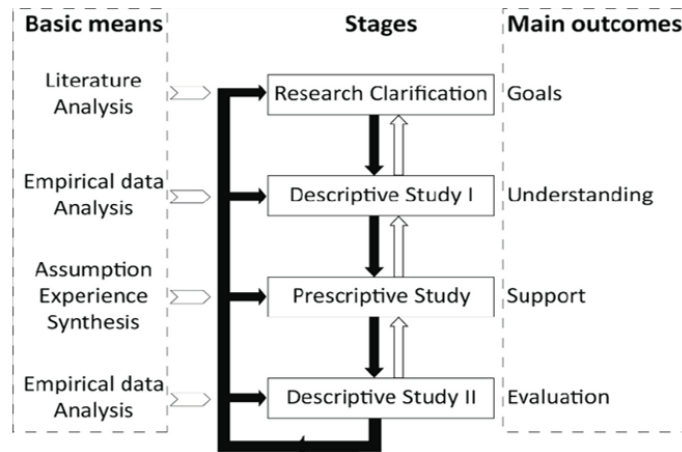 Basic means
Stages
Main outcomes
Literature
Analysis
Research Clarification
Goals
Empirical data
Analysis
Descriptive Study I
Understanding
Assumption
Experience
Synthesis
Prescriptive Study
Support
Empirical data
Analysis
Descriptive Study II
Evaluation